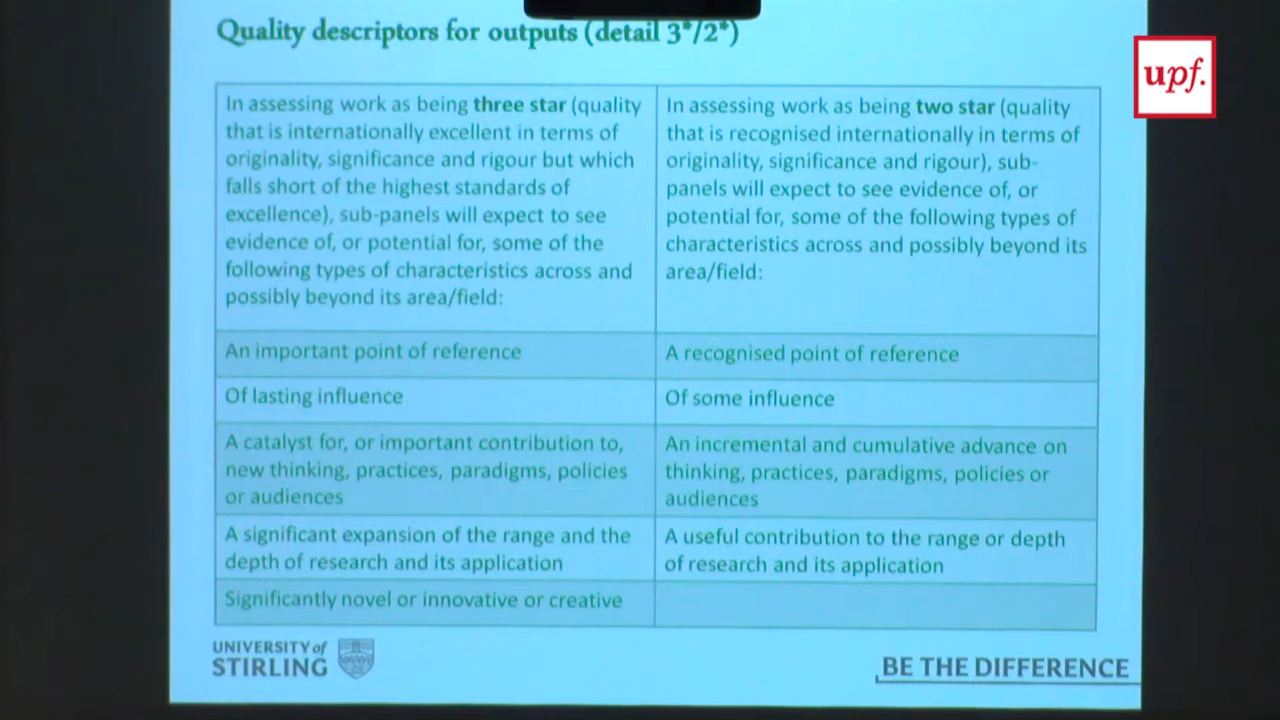 Quality descriptors for outputs (detail 3*/2*)
upf.
In assessing work as being three star (quality
that is internationally excellent in terms of
originality, significance and rigour but which
falls short of the highest standards of
excellence), sub-panels will expect to see
evidence of, or potential for, some of the
following types of characteristics across and
possibly beyond its area/field:
In assessing work as being two star (quality
that is recognised internationally in terms of
originality, significance and rigour), sub-
panels will expect to see evidence of, or
potential for, some of the following types of
characteristics across and possibly beyond its
area/field:
An important point of reference
A recognised point of reference
Of lasting influence
Of some influence
A catalyst for, or important contribution to,
new thinking, practices, paradigms, policies
or audiences
An incremental and cumulative advance on
thinking, practices, paradigms, policies or
audiences
A significant expansion of the range and the
depth of research and its application
A useful contribution to the range or depth
of research and its application
Significantly novel or innovative or creative
UNIVERSITY of
STIRLING
BE THE DIFFERENCE